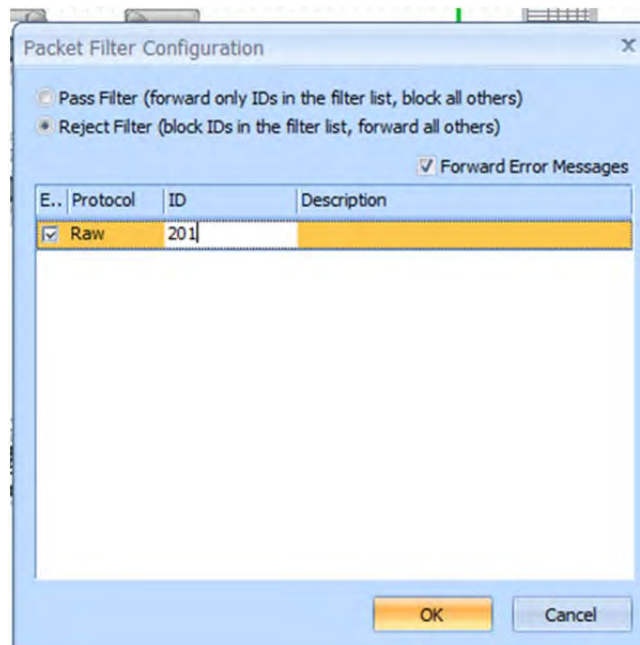 Packet Filter Configuration
x
Pass Filter (forward only IDs in the filter list, block all others)
Reject Filter (block IDs in the filter list, forward all others)
Forward Error Messages
E.. Protocol ID Description
Raw 201
OK Cancel